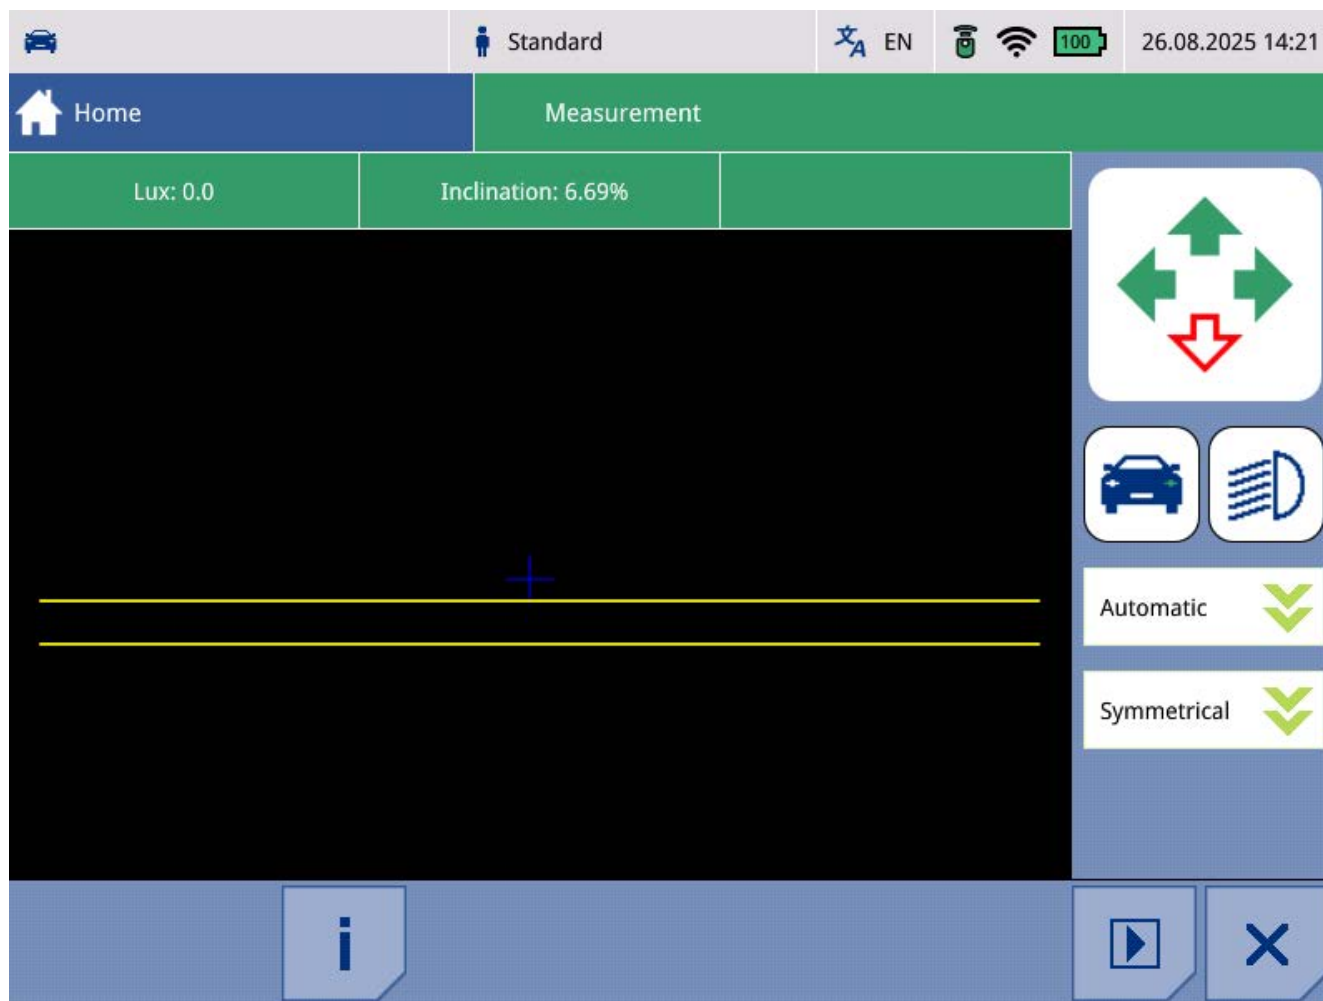 Standard
EN
100
26.08.2025 14:21
Home
Measurement
Lux: 0.0
Inclination: 6.69%
Automatic
Symmetrical
i